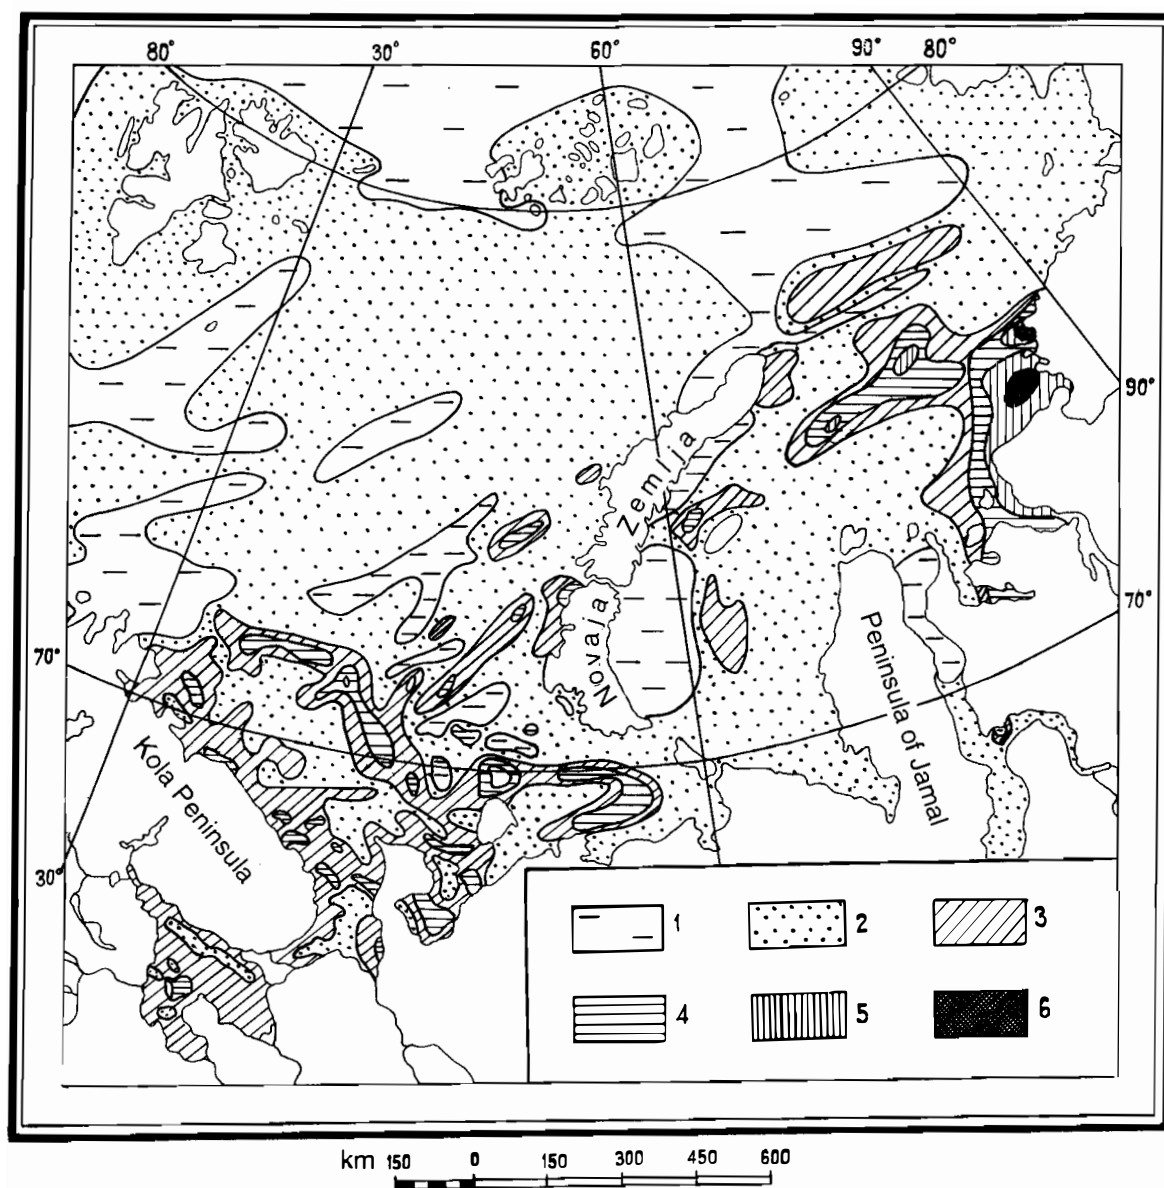 80° 30° 60° 90° 80°
90°
Zemlja
Novaja
70°
70°
Peninsula of Jamal
Kola Peninsula
30°
1 2 3
4 5 6
km 150 0 150 300 450 600